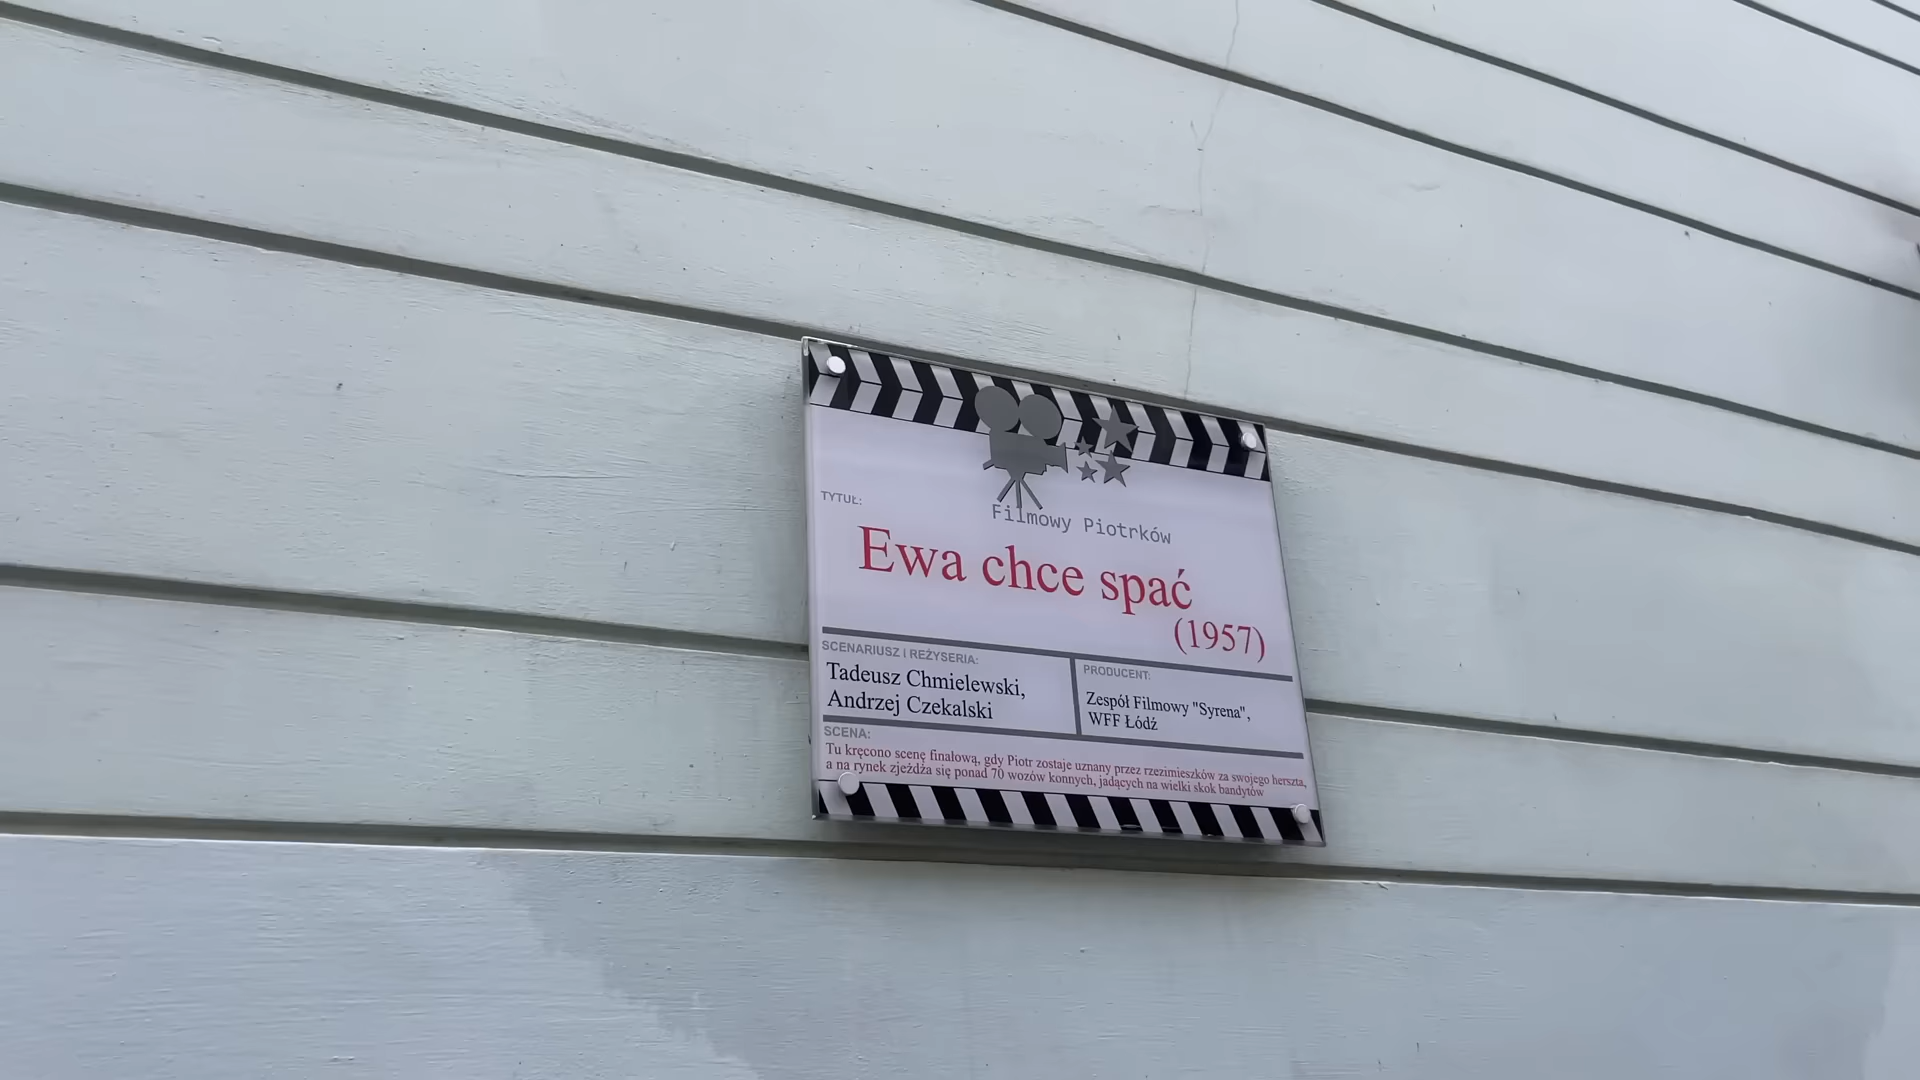 TYTUŁ:
Filmowy Piotrków
Ewa chce spać
(1957)
SCENARIUSZ I REŻYSERIA:
Tadeusz Chmielewski,
Andrzej Czekalski
PRODUCENT:
Zespół Filmowy "Syrena",
WFF Łódź
SCENA:
Tu kręcono scenę finałową, gdy Piotr zostaje uznany przez rzezimieszków za swojego herszta,
a na rynek zjeżdża się ponad 70 wozów konnych, jadących na wielki skok bandytów